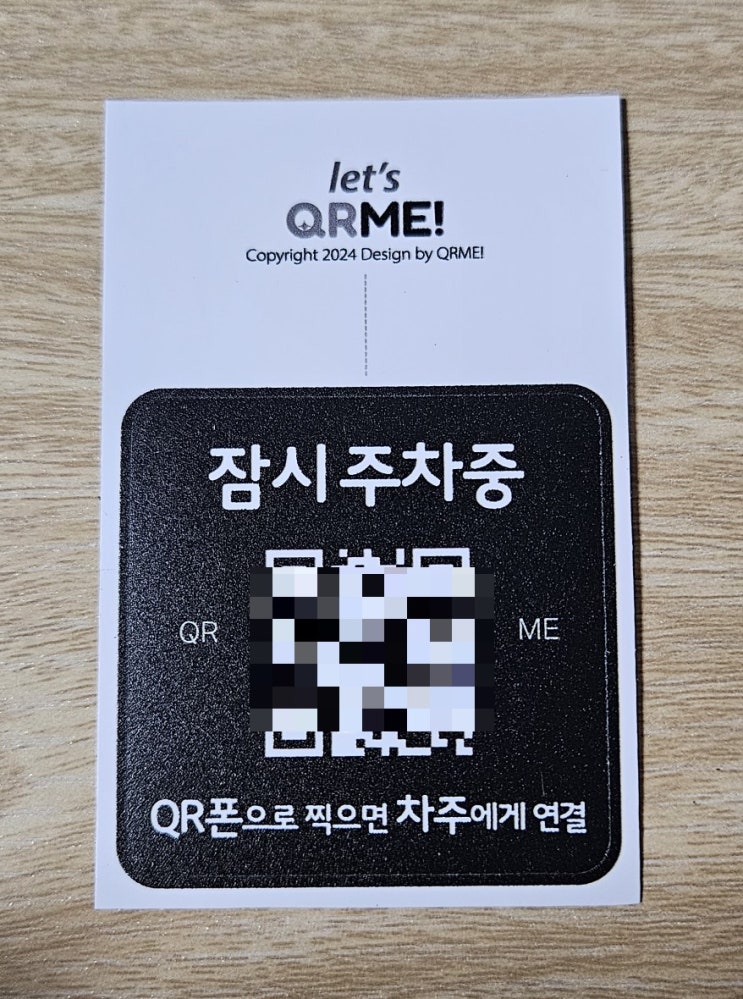 let's
QRME!
Copyright 2024 Design by QRME!
잠시 주차중
QR
ME
QR폰으로 찍으면 차주에게 연결